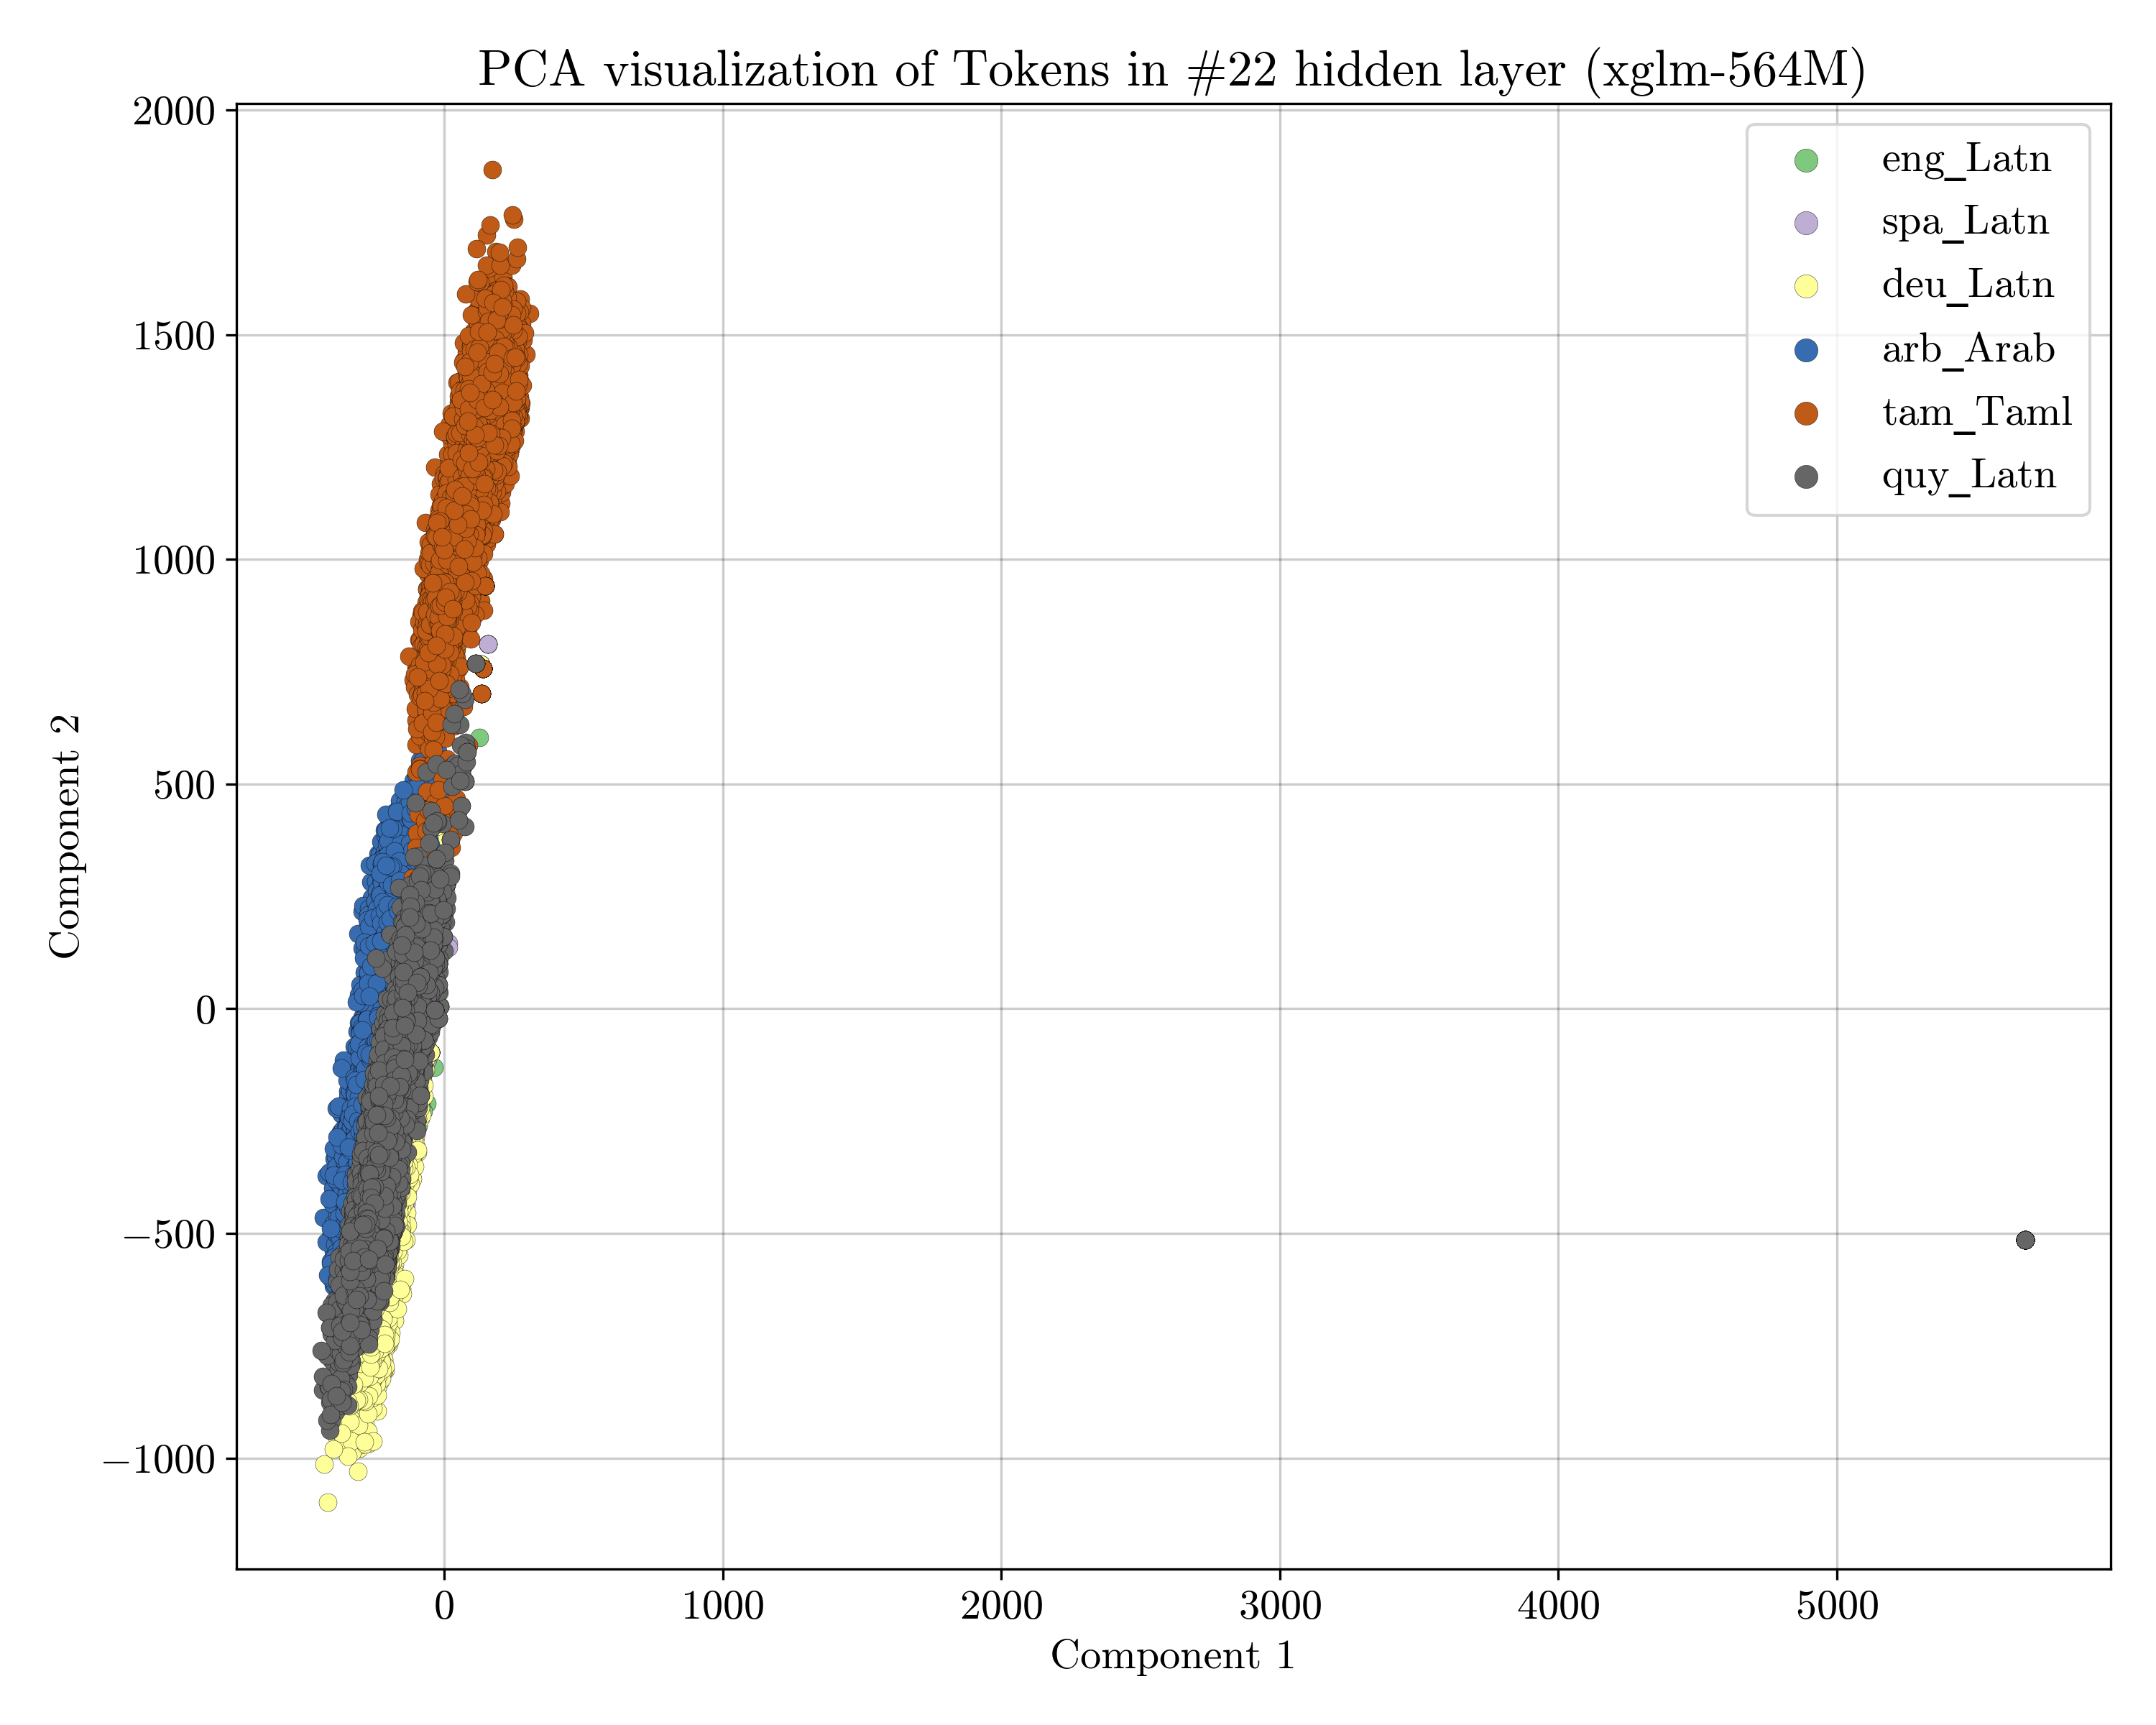 PCA visualization of Tokens in #22 hidden layer (xglm-564M)
2000
1500
1000
500
0
−500
−1000
Component 2
0 1000 2000 3000 4000 5000
Component 1
eng_Latn
spa_Latn
deu_Latn
arb_Arab
tam_Taml
quy_Latn